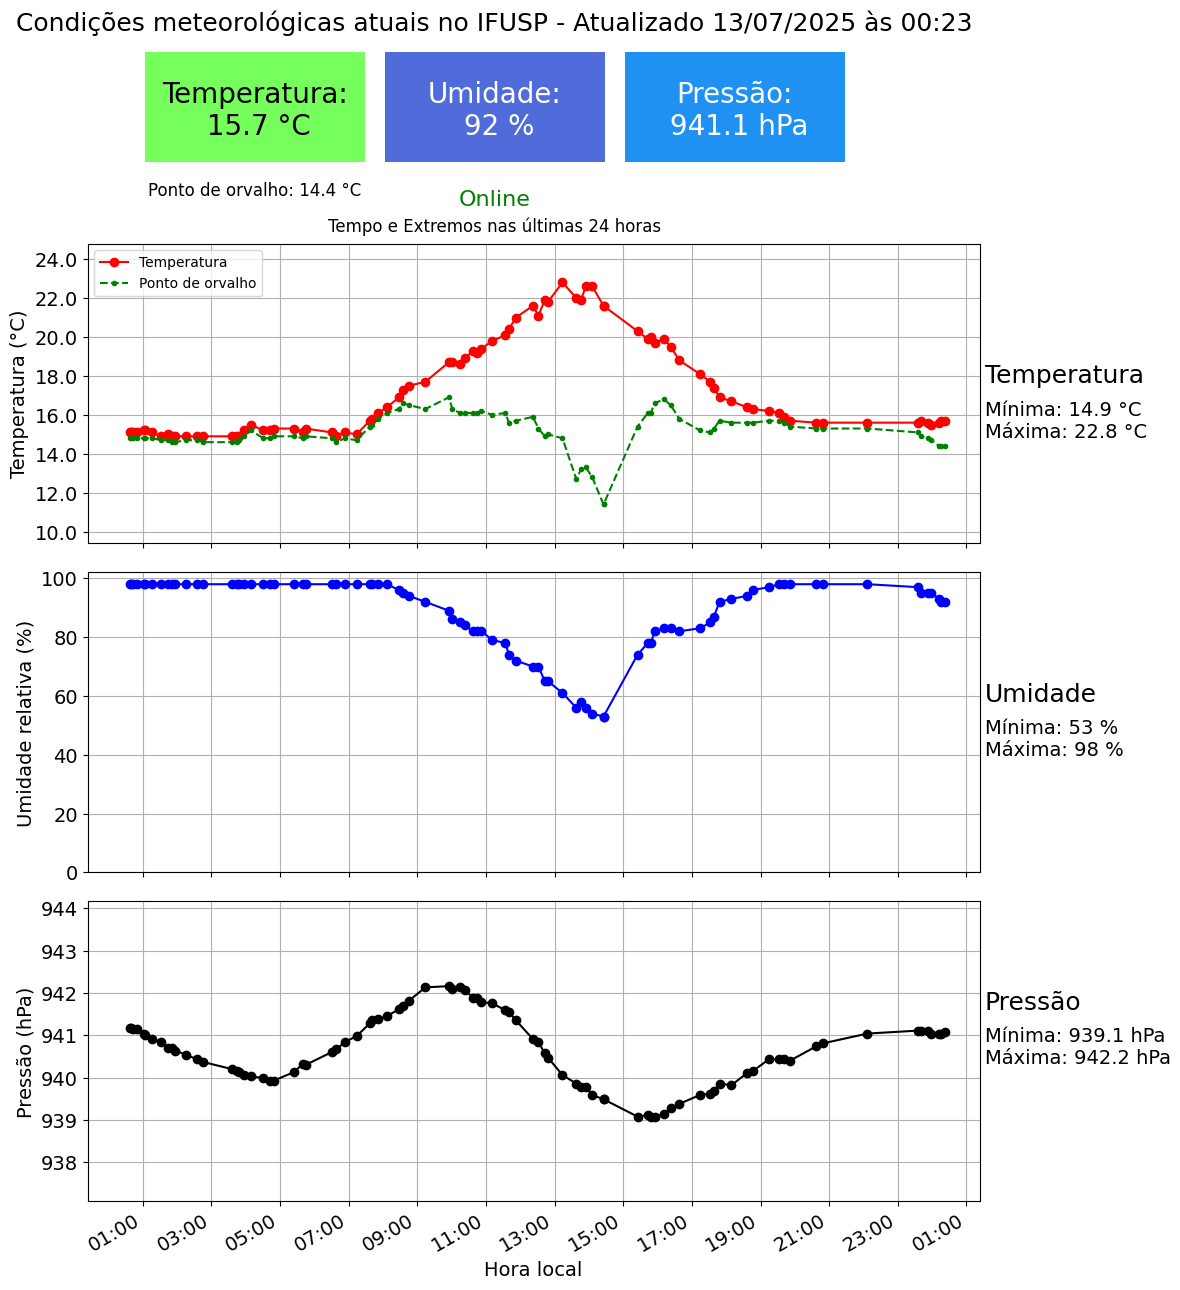 Condições meteorológicas atuais no IFUSP - Atualizado 13/07/2025 às 00:23
Temperatura:
15.7 °C
Umidade:
92 %
Pressão:
941.1 hPa
Ponto de orvalho: 14.4 °C
Online
Tempo e Extremos nas últimas 24 horas
Temperatura (°C)
24.0
22.0
20.0
18.0
16.0
14.0
12.0
10.0
Temperatura
Ponto de orvalho
Temperatura
Mínima: 14.9 °C
Máxima: 22.8 °C
Umidade relativa (%)
100
80
60
40
20
0
Umidade
Mínima: 53 %
Máxima: 98 %
Pressão (hPa)
944
943
942
941
940
939
938
Pressão
Mínima: 939.1 hPa
Máxima: 942.2 hPa
01:00 03:00 05:00 07:00 09:00 11:00 13:00 15:00 17:00 19:00 21:00 23:00 01:00
Hora local